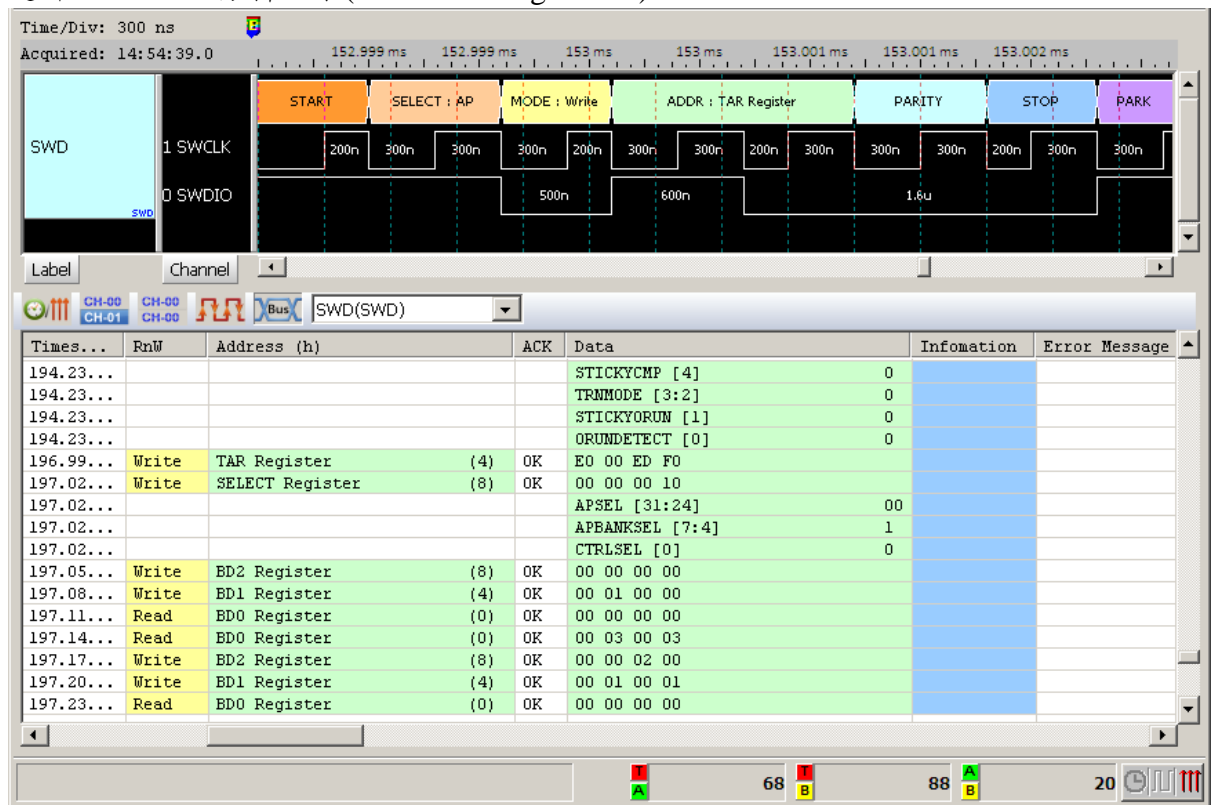 Time/Div: 300 ns
Acquired: 14:54:39.0 152.999 ms 152.999 ms 153 ms 153 ms 153.001 ms 153.001 ms 153.002 ms
START SELECT : AP MODE : Write ADDR : TAR Register PARITY STOP PARK
SWD 1 SWCLK 200n 300n 300n 300n 200n 300n 300n 200n 300n 300n 300n 200n 300n 300n
0 SWDIO 500n 600n 1.6u
SWD
Label Channel
CH-00 CH-01 CH-00 CH-00 Bus SWD(SWD)
Times... RnW Address (h) ACK Data Infomation Error Message
194.23... STICKYCMP [4] 0
194.23... TRNMODE [3:2] 0
194.23... STICKYORUN [1] 0
194.23... ORUNDETECT [0] 0
196.99... Write TAR Register (4) OK E0 00 ED F0
197.02... Write SELECT Register (8) OK 00 00 00 10
197.02... APSEL [31:24] 00
197.02... APBANKSEL [7:4] 1
197.02... CTRLSEL [0] 0
197.05... Write BD2 Register (8) OK 00 00 00 00
197.08... Write BD1 Register (4) OK 00 01 00 00
197.11... Read BD0 Register (0) OK 00 00 00 00
197.14... Read BD0 Register (0) OK 00 03 00 03
197.17... Write BD2 Register (8) OK 00 00 02 00
197.20... Write BD1 Register (4) OK 00 01 00 01
197.23... Read BD0 Register (0) OK 00 00 00 00
T A 68 T B 88 A B 20